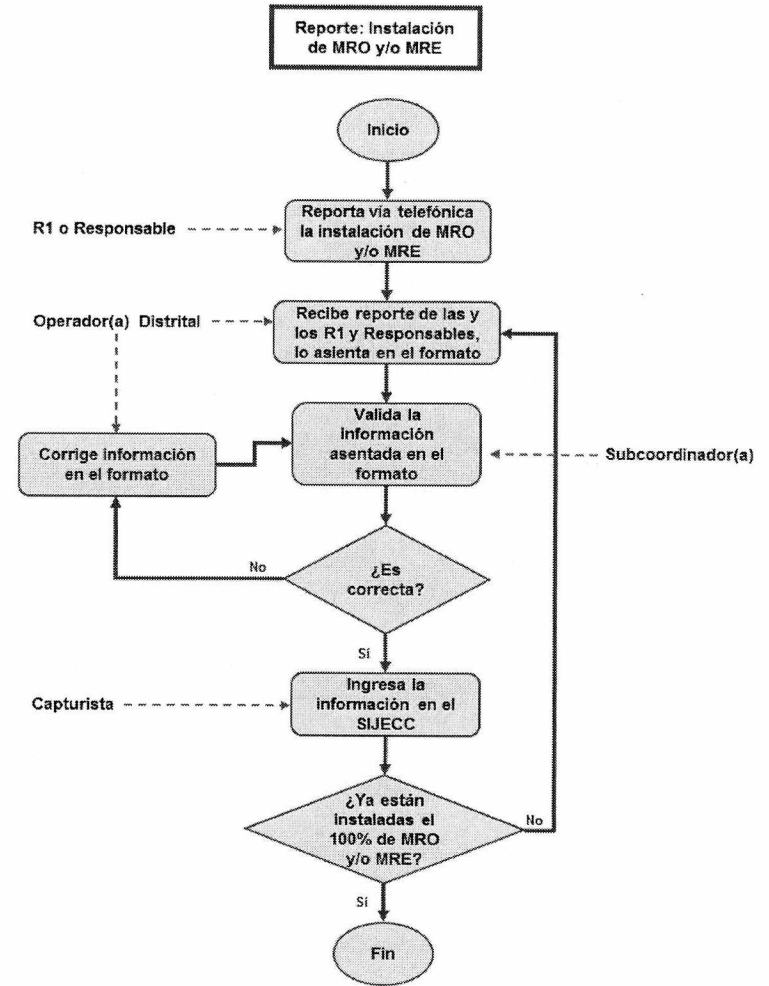 Reporte: Instalación
de MRO y/o MRE
Inicio
R1 o Responsable
Reporta vía telefónica
la instalación de MRO
y/o MRE
Operador(a) Distrital
Recibe reporte de las y
los R1 y Responsables,
lo asienta en el formato
Corrige información
en el formato
Valida la
información
asentada en el
formato
Subcoordinador(a)
¿Es
correcta?
No
Sí
Capturista
Ingresa la
información en el
SIJECC
¿Ya están
instaladas el
100% de MRO
y/o MRE?
No
Sí
Fin